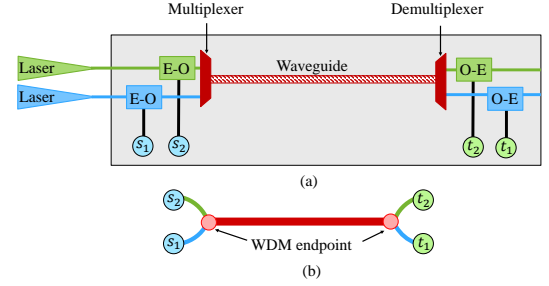 Multiplexer Demultiplexer
Laser E-O Waveguide O-E
Laser E-O O-E
s₁ s₂ t₂ t₁
(a)
s₂ t₂
s₁ WDM endpoint t₁
(b)